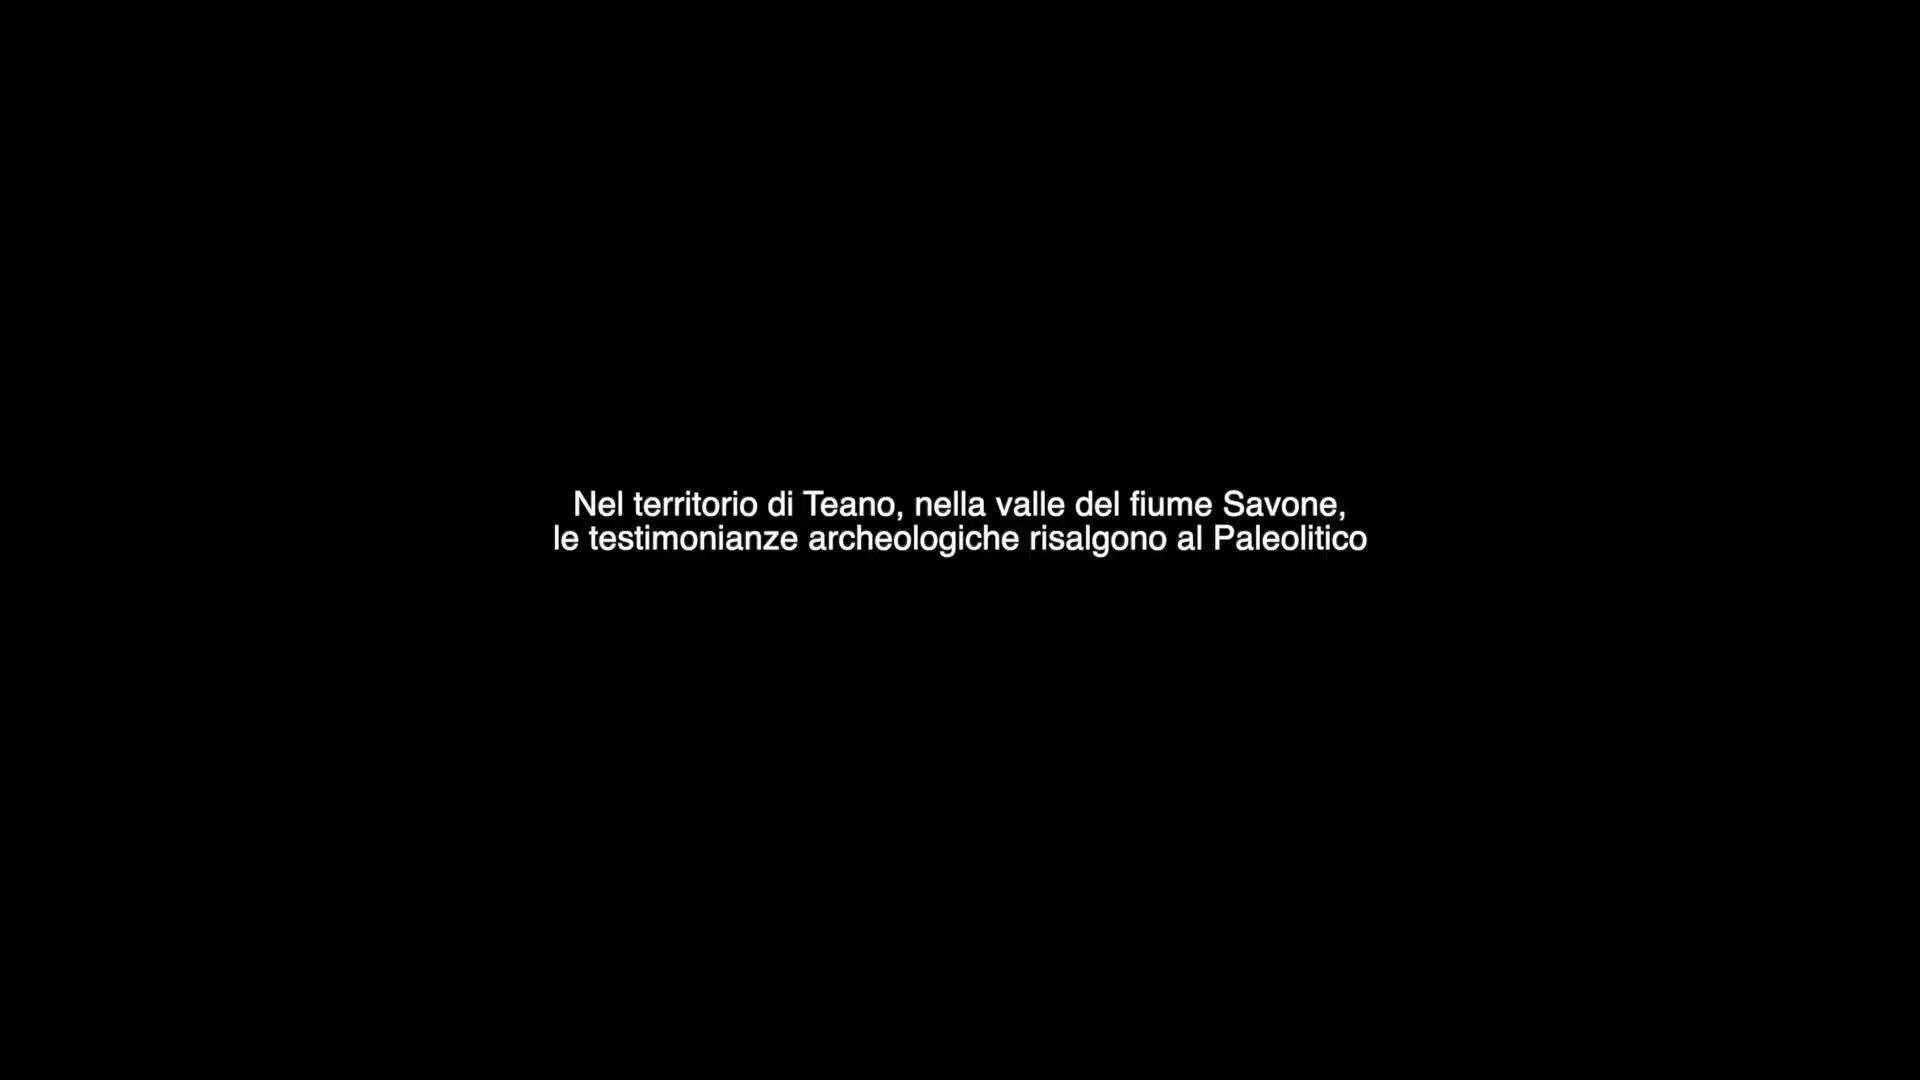 Nel territorio di Teano, nella valle del fiume Savone,
le testimonianze archeologiche risalgono al Paleolitico